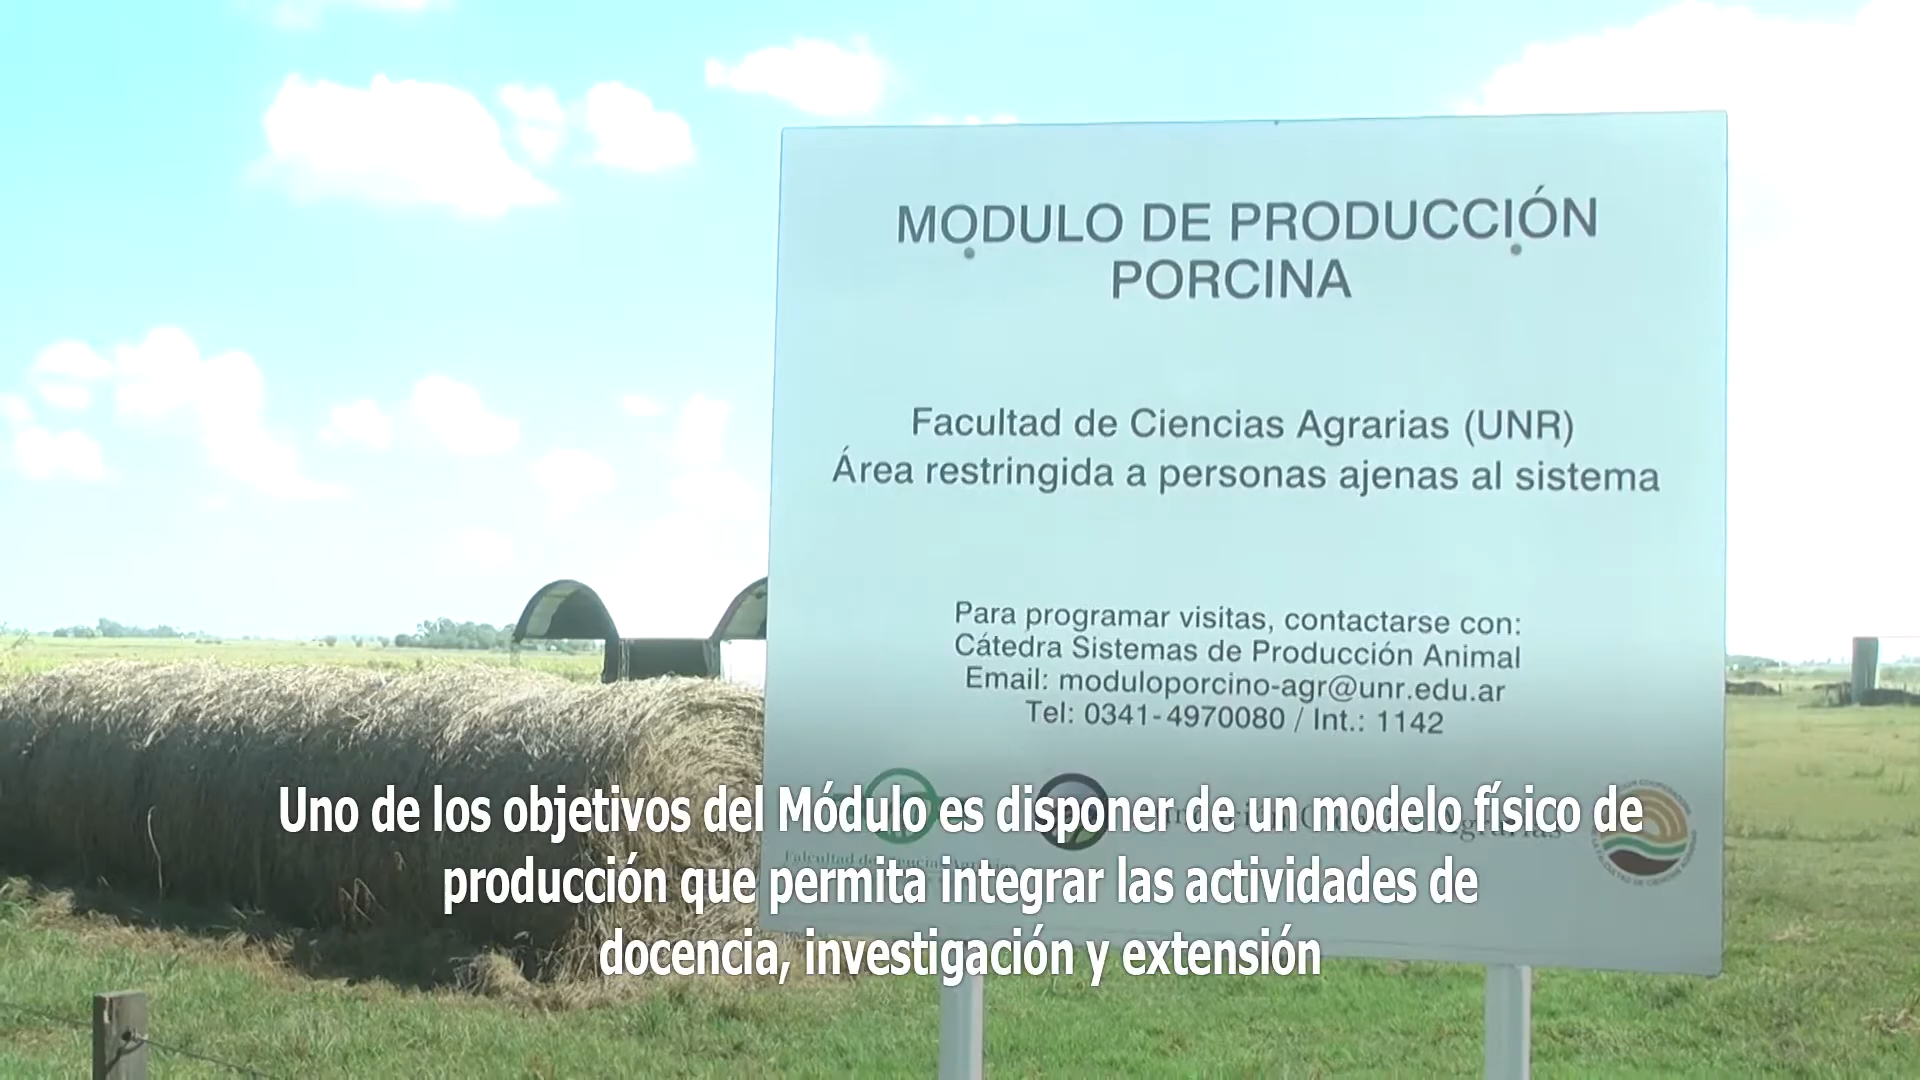 MODULO DE PRODUCCIÓN
PORCINA
Facultad de Ciencias Agrarias (UNR)
Área restringida a personas ajenas al sistema
Para programar visitas, contactarse con:
Cátedra Sistemas de Producción Animal
Email: moduloporcino-agr@unr.edu.ar
Tel: 0341-4970080 / Int.: 1142
Uno de los objetivos del Módulo es disponer de un modelo físico de
producción que permita integrar las actividades de
docencia, investigación y extensión